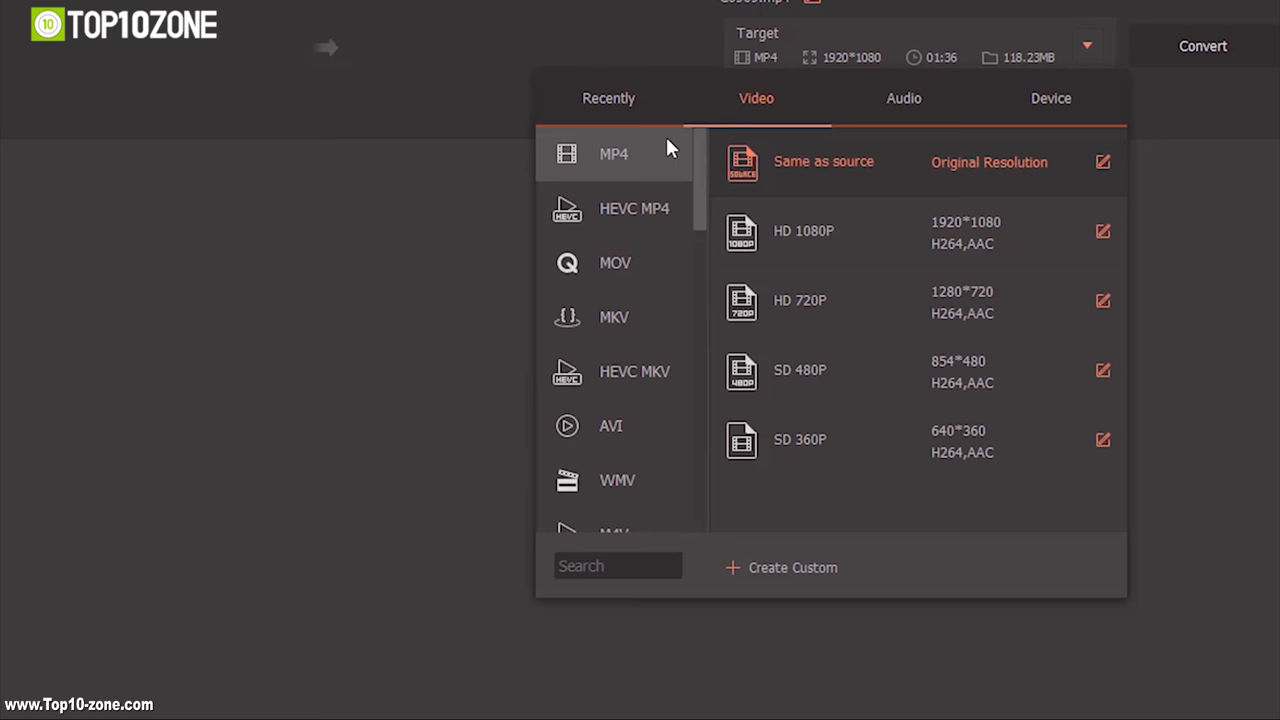 10 TOP10ZONE
Target
MP4 1920*1080 01:36 118.23MB
Convert
Recently Video Audio Device
MP4
HEVC MP4
MOV
MKV
HEVC MKV
AVI
WMV
Same as source Original Resolution
HD 1080P 1920*1080
H264,AAC
HD 720P 1280*720
H264,AAC
SD 480P 854*480
H264,AAC
SD 360P 640*360
H264,AAC
Search
Create Custom
www.Top10-zone.com